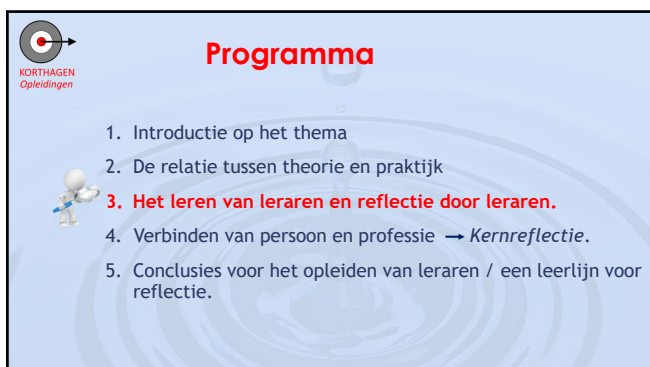 KORTHAGEN
Opleidingen
Programma
1. Introductie op het thema
2. De relatie tussen theorie en praktijk
3. Het leren van leraren en reflectie door leraren.
4. Verbinden van persoon en professie → Kernreflectie.
5. Conclusies voor het opleiden van leraren / een leerlijn voor
reflectie.